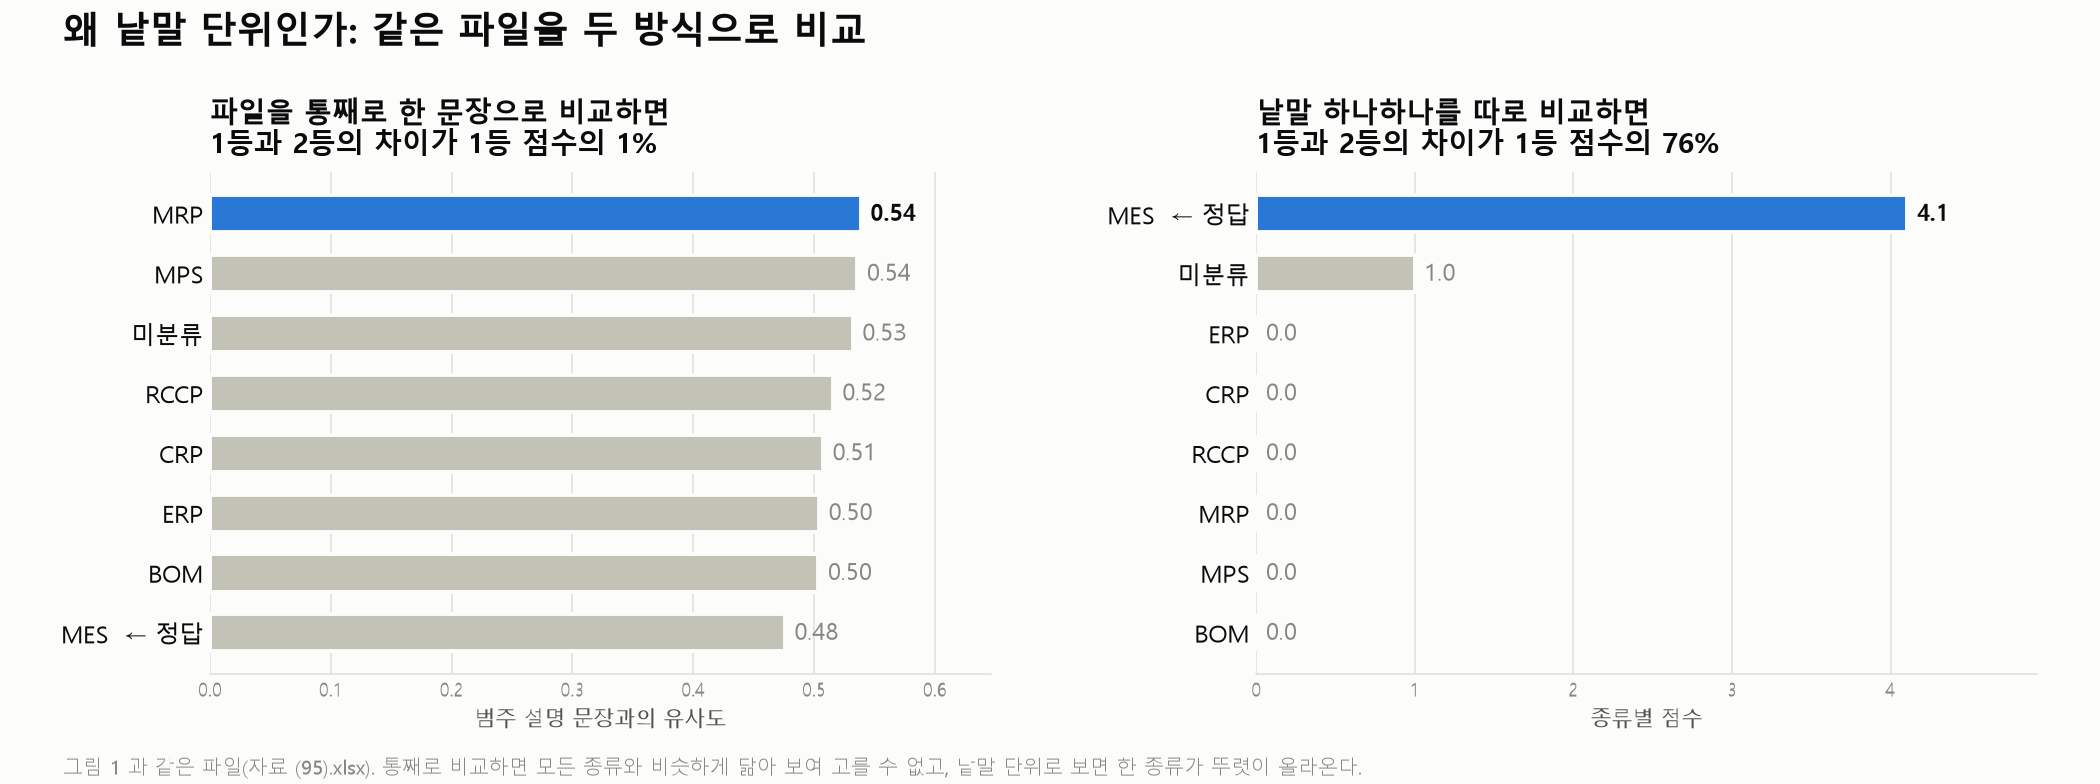 왜 낱말 단위인가: 같은 파일을 두 방식으로 비교
파일을 통째로 한 문장으로 비교하면
1등과 2등의 차이가 1등 점수의 1%
MRP 0.54
MPS 0.54
미분류 0.53
RCCP 0.52
CRP 0.51
ERP 0.50
BOM 0.50
MES ← 정답 0.48
0.0 0.1 0.2 0.3 0.4 0.5 0.6
범주 설명 문장과의 유사도
낱말 하나하나를 따로 비교하면
1등과 2등의 차이가 1등 점수의 76%
MES ← 정답 4.1
미분류 1.0
ERP 0.0
CRP 0.0
RCCP 0.0
MRP 0.0
MPS 0.0
BOM 0.0
0 1 2 3 4
종류별 점수
그림 1 과 같은 파일(자료 (95).xlsx). 통째로 비교하면 모든 종류와 비슷하게 닮아 보여 고를 수 없고, 낱말 단위로 보면 한 종류가 뚜렷이 올라온다.